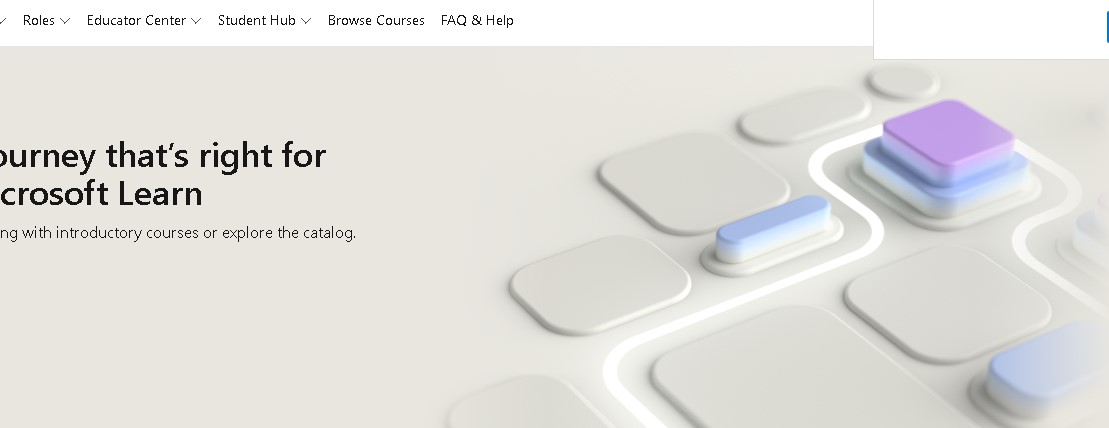 Roles Educator Center Student Hub Browse Courses FAQ & Help
ourney that's right for
crosoft Learn
ng with introductory courses or explore the catalog.